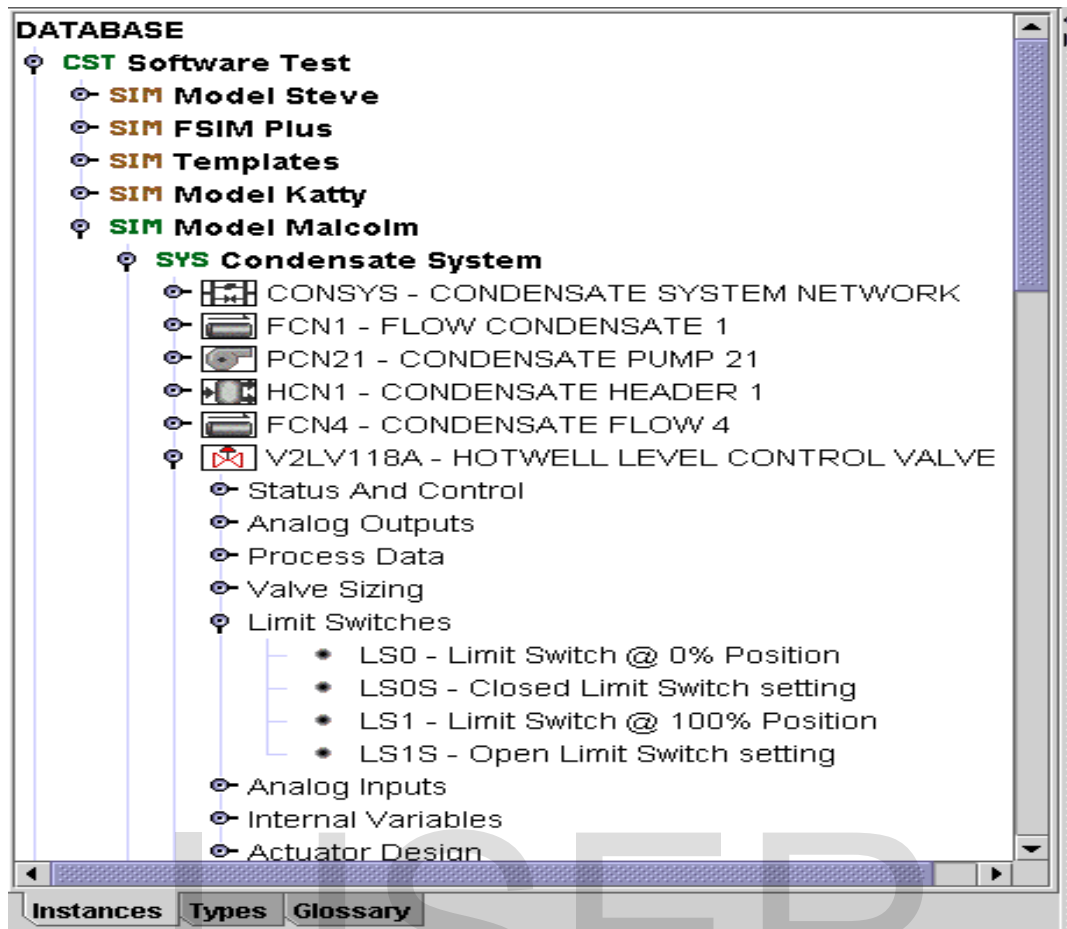 DATABASE
CST Software Test
SIM Model Steve
SIM FSIM Plus
SIM Templates
SIM Model Katty
SIM Model Malcolm
SYS Condensate System
CONSYS - CONDENSATE SYSTEM NETWORK
FCN1 - FLOW CONDENSATE 1
PCN21 - CONDENSATE PUMP 21
HCN1 - CONDENSATE HEADER 1
FCN4 - CONDENSATE FLOW 4
V2LV118A - HOTWELL LEVEL CONTROL VALVE
Status And Control
Analog Outputs
Process Data
Valve Sizing
Limit Switches
LS0 - Limit Switch @ 0% Position
LS0S - Closed Limit Switch setting
LS1 - Limit Switch @ 100% Position
LS1S - Open Limit Switch setting
Analog Inputs
Internal Variables
Actuator Design
Instances Types Glossary